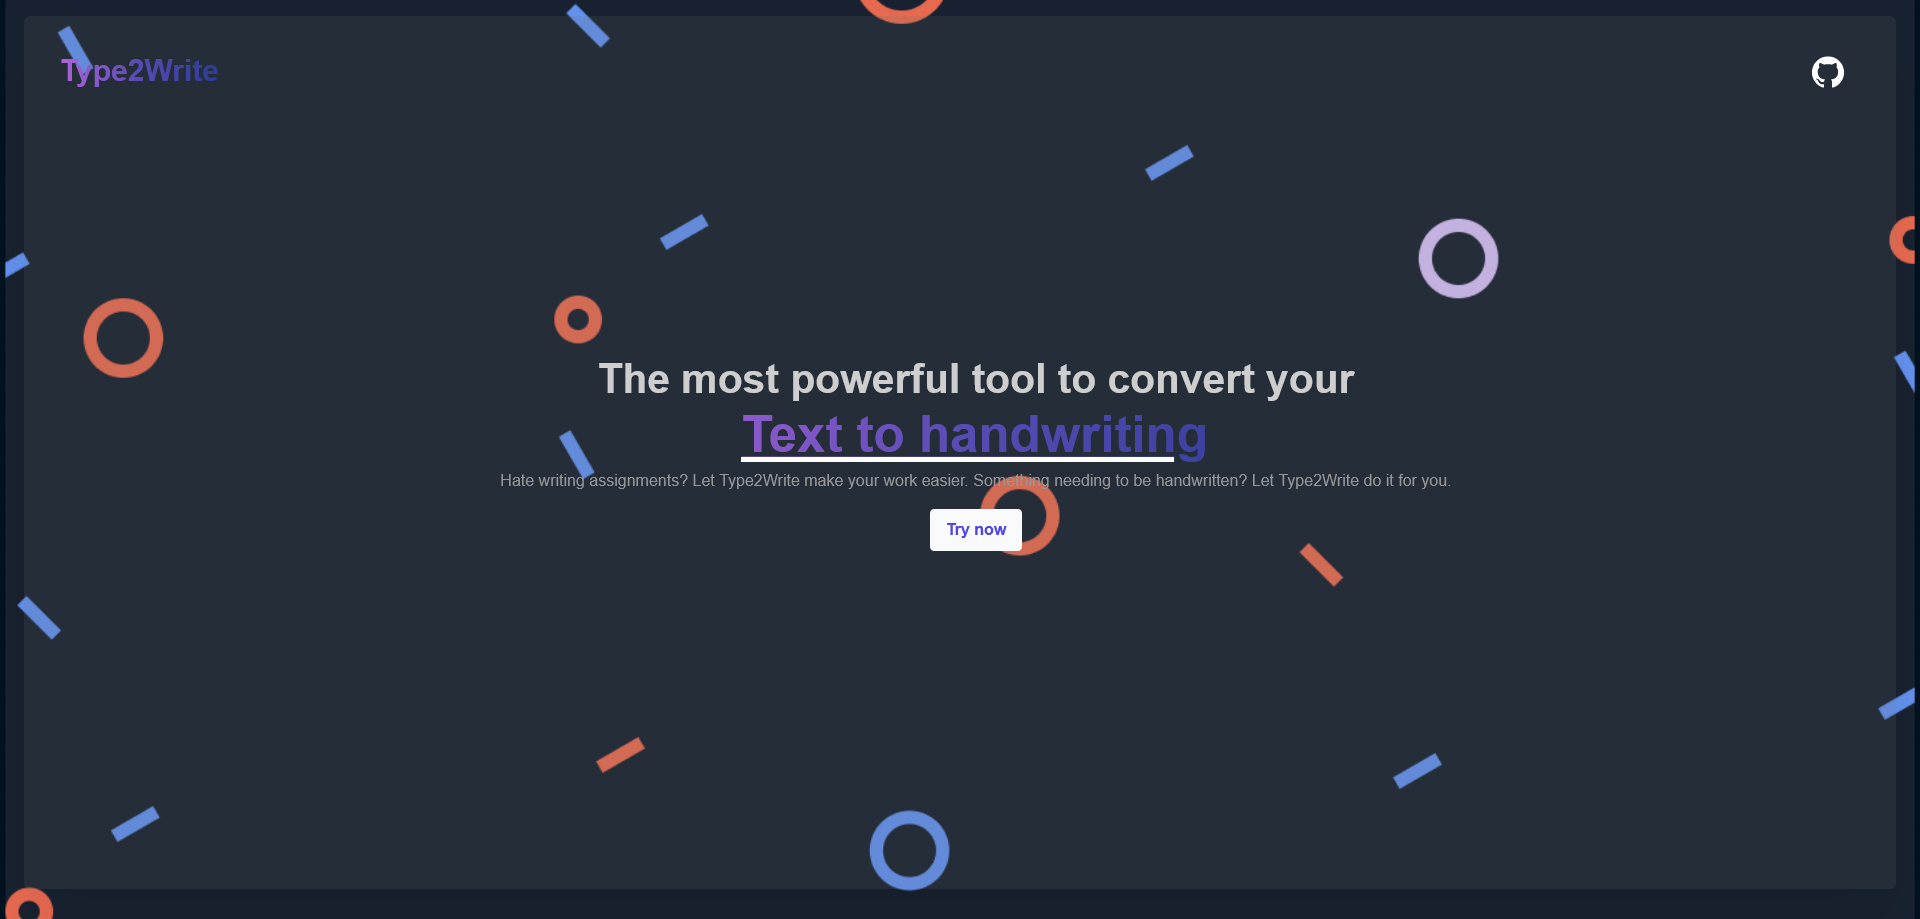 Type2Write
The most powerful tool to convert your
Text to handwriting
Hate writing assignments? Let Type2Write make your work easier. Something needing to be handwritten? Let Type2Write do it for you.
Try now